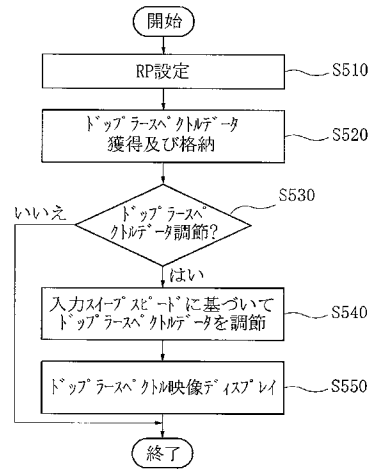 開始
RP設定
S510
ドップラースペクトルデータ
獲得及び格納
S520
ドップラースペ
クトルデータ調節?
S530
いいえ
はい
入力スイープスピードに基づいて
ドップラースペクトルデータを調節
S540
ドップラースペクトル映像ディスプレイ
S550
終了